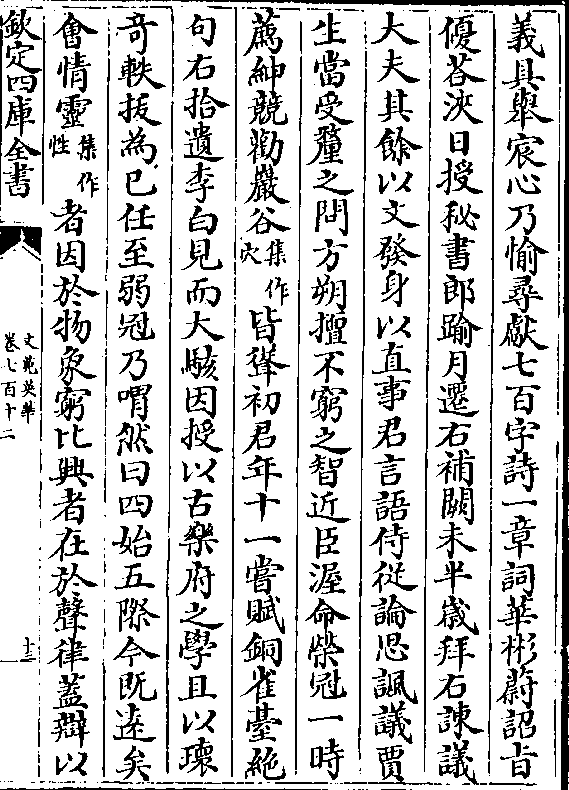 義具舉宸心乃愉尋獻七百字詩一章詞華彬蔚詔旨
優荅浹日授秘書郎踰月遷右補闕未半歲拜右諫議
大夫其餘以文發身以直事君言語侍從論思諷議賈
生當受釐之問方朔擅不窮之智近臣渥命榮冠一時
薦紳競勸巖谷集作穴皆聳初君年十一嘗賦銅雀臺絶
句右拾遺李白見而大駭因授以古樂府之學且以瓌
竒軼拔為已任至弱冠乃喟然曰四始五際今既逺矣
會情靈集作性者因於物象窮比興者在於聲律蓋辯以
欽定四庫全書
文苑英華
卷七百十二
十三